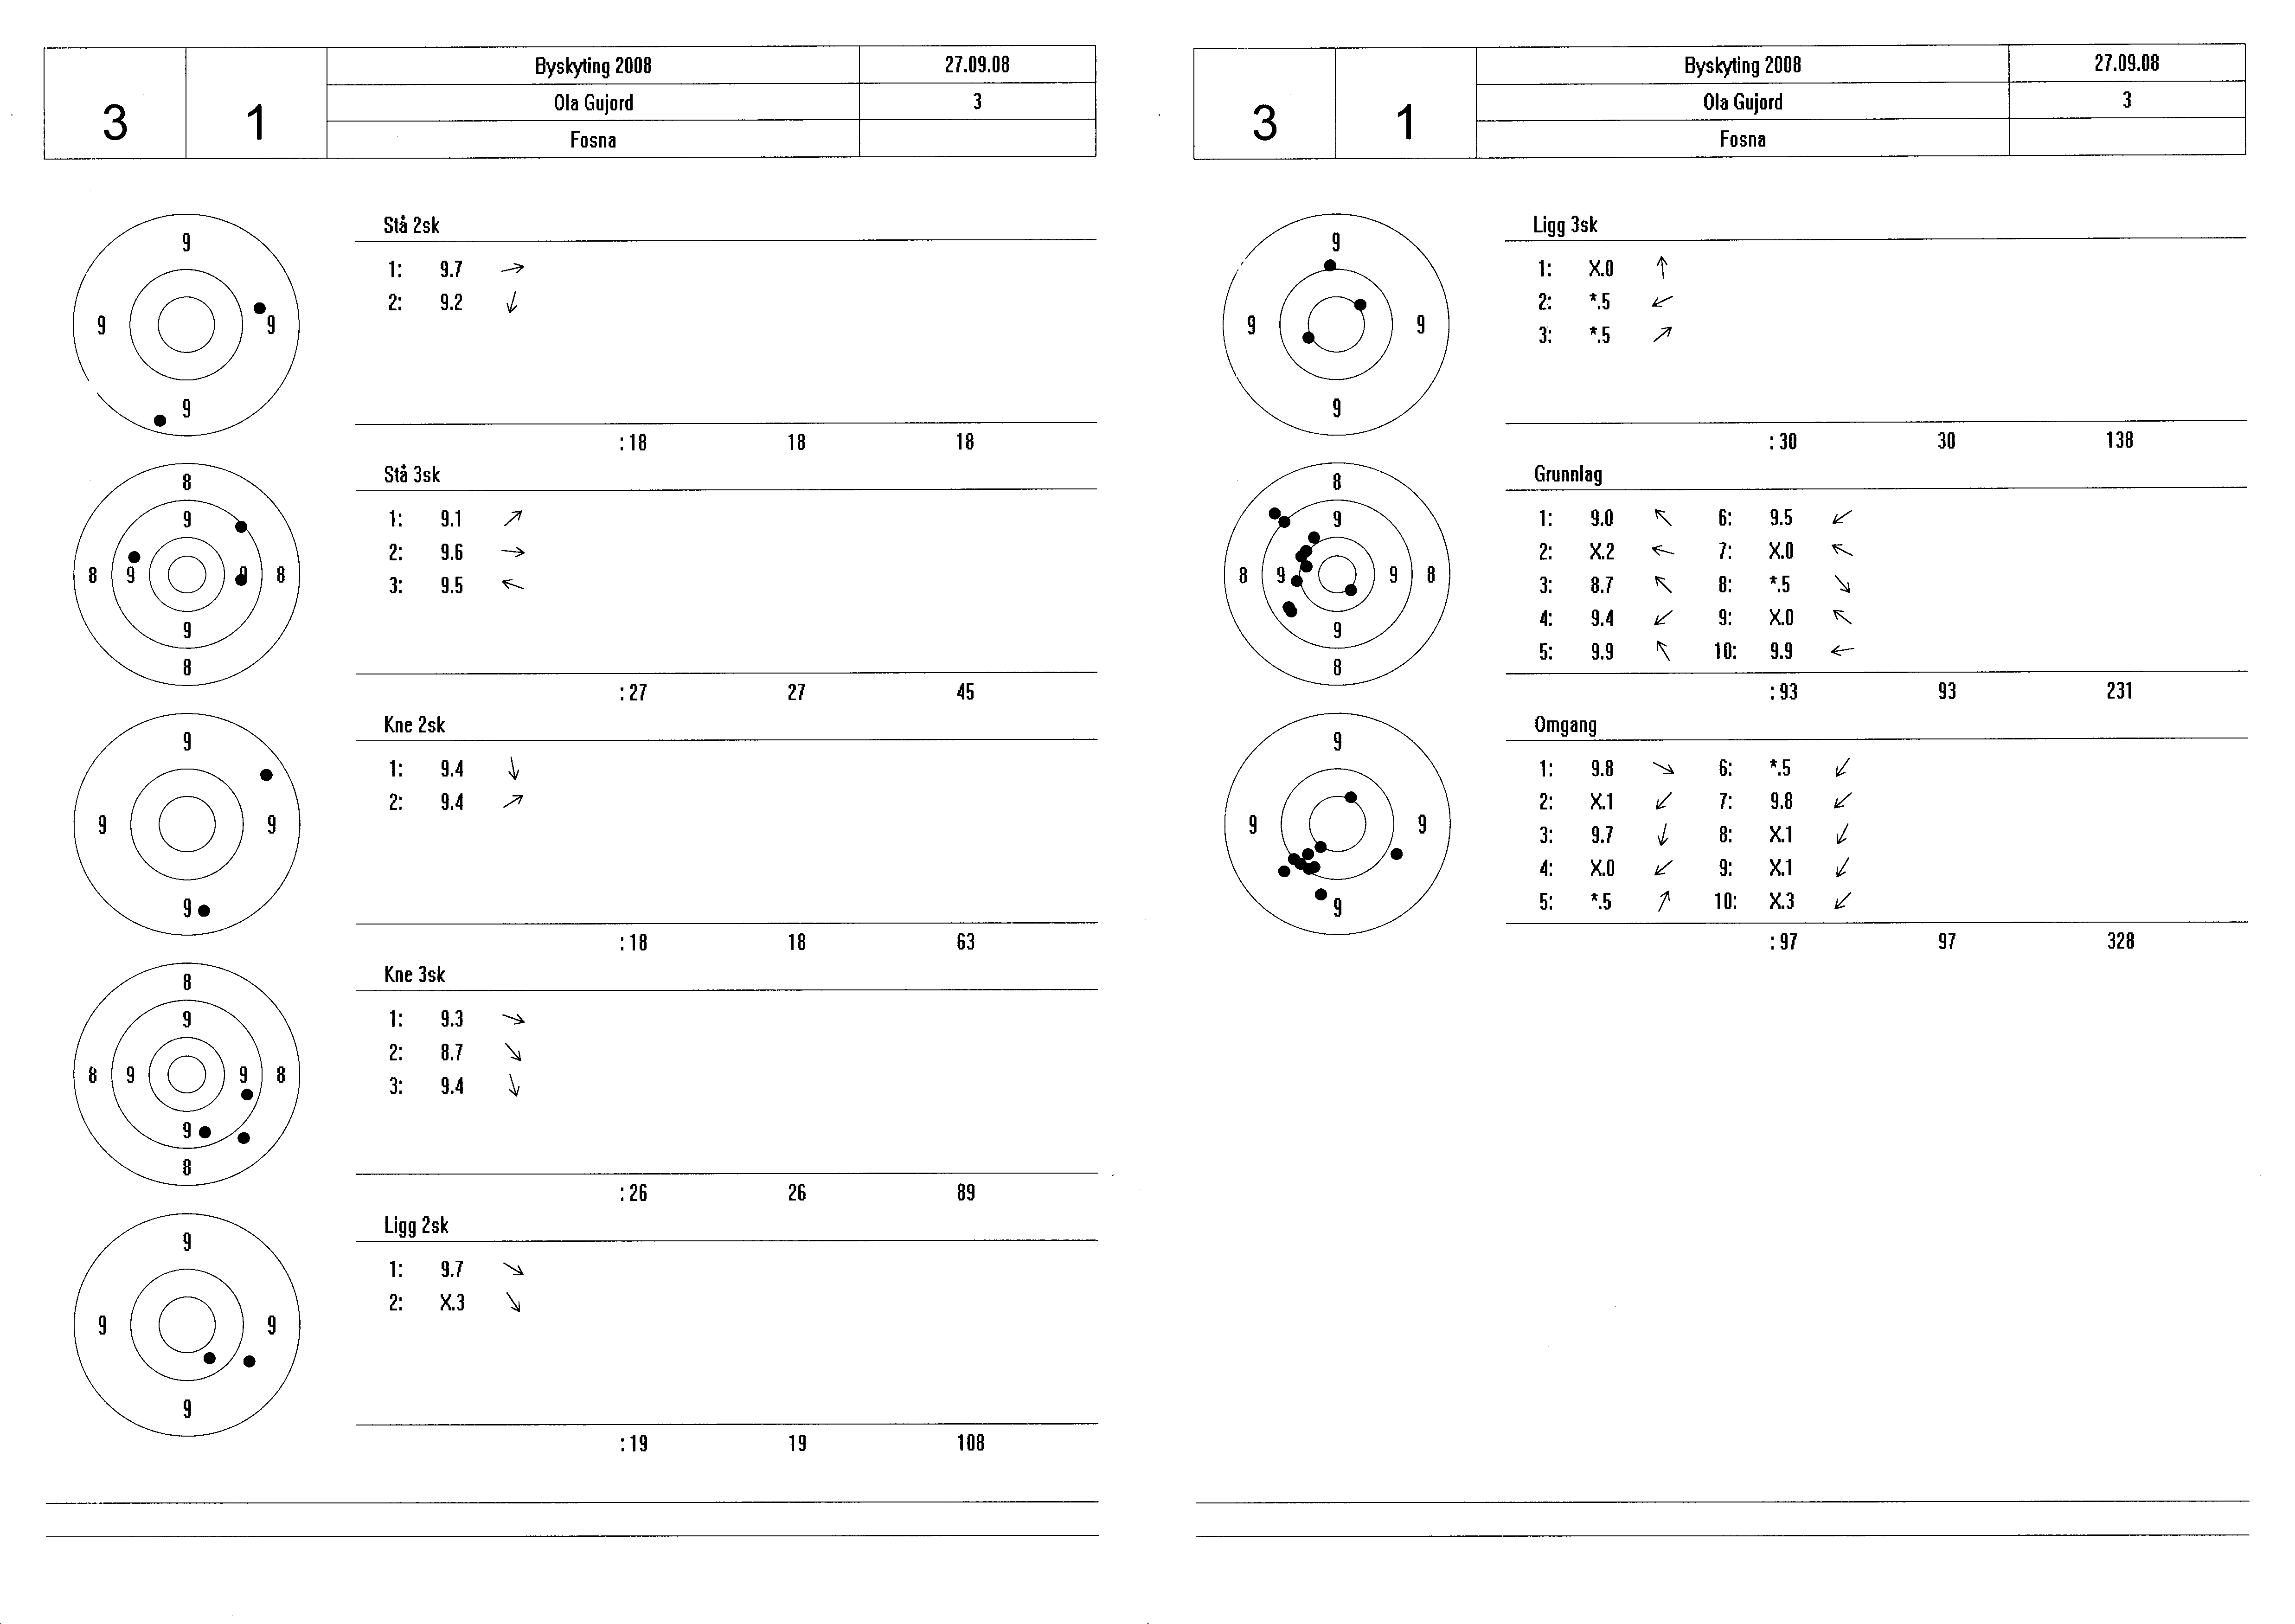 3 1 Byskyting 2008 27.09.08
Ola Gujord 3
Fosna
Stå 2sk
9
9 9
9
1: 9.7
2: 9.2
: 18 18 18
Stå 3sk
8
9
8 9 9 8
9
8
1: 9.1
2: 9.6
3: 9.5
: 27 27 45
Kne 2sk
9
9 9
9
1: 9.4
2: 9.4
: 18 18 63
Kne 3sk
8
9
8 9 9 8
9
8
1: 9.3
2: 8.7
3: 9.4
: 26 26 89
Ligg 2sk
9
9 9
9
1: 9.7
2: X.3
: 19 19 108
3 1 Byskyting 2008 27.09.08
Ola Gujord 3
Fosna
Ligg 3sk
9
9 9
9
1: X.0
2: *.5
3: *.5
: 30 30 138
Grunnlag
8
9
8 9 9 8
9
8
1: 9.0 6: 9.5
2: X.2 7: X.0
3: 8.7 8: *.5
4: 9.4 9: X.0
5: 9.9 10: 9.9
: 93 93 231
Omgang
9
9 9
9
1: 9.8 6: *.5
2: X.1 7: 9.8
3: 9.7 8: X.1
4: X.0 9: X.1
5: *.5 10: X.3
: 97 97 328